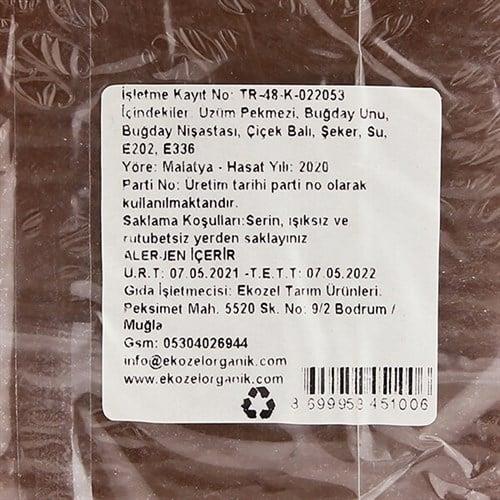 İşletme Kayıt No: TR-48-K-022053
İçindekiler: Üzüm Pekmezi, Buğday Unu,
Buğday Nişastası, Çiçek Balı, Şeker, Su,
E202, E336
Yöre: Malatya - Hasat Yılı: 2020
Parti No: Üretim tarihi parti no olarak
kullanılmaktandır.
Saklama Koşulları:Serin, ışıksız ve
rutubetsiz yerden saklayınız
ALERJEN İÇERİR
Ü.R.T: 07.05.2021 -T.E.T.T: 07.05.2022
Gıda İşletmecisi: Ekozel Tarım Ürünleri.
Peksimet Mah. 5520 Sk. No: 9/2 Bodrum /
Muğla
Gsm: 05304026944
info@ekozelorganik.com
www.ekozelorganik.com
8 699953 451006